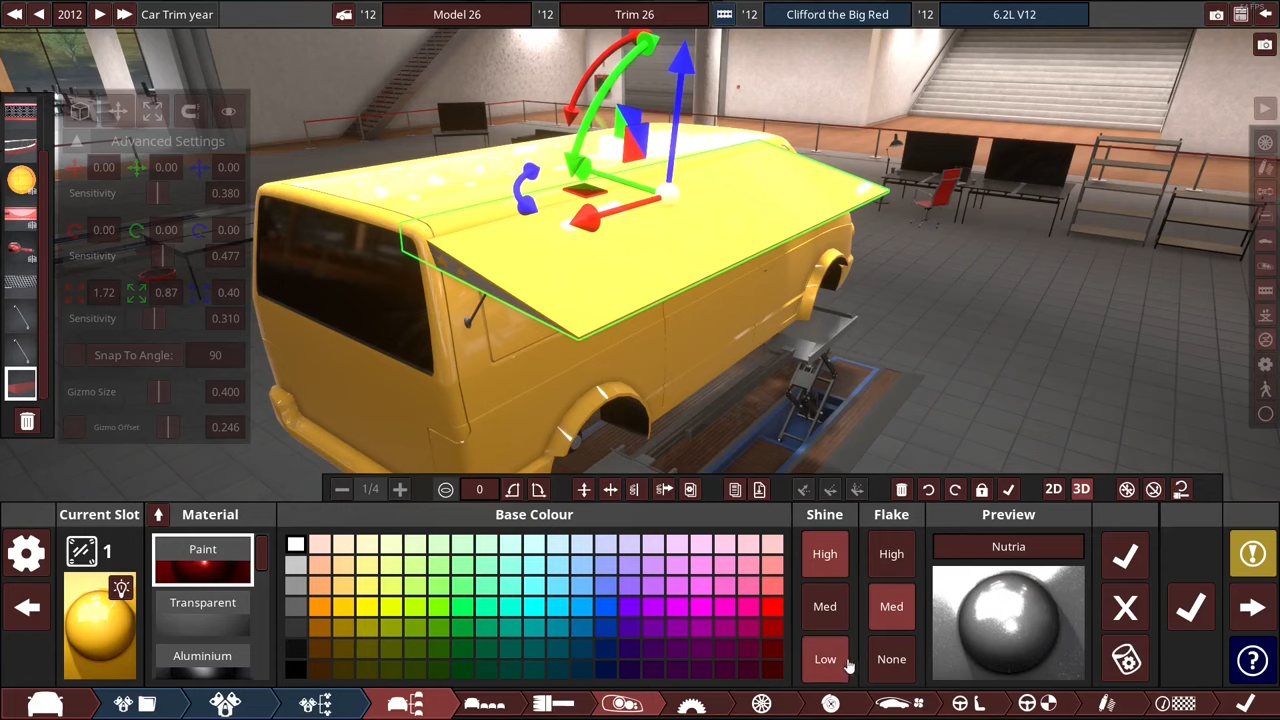 2012 Car Trim year '12 Model 26 '12 Trim 26 '12 Clifford the Big Red '12 6.2L V12
Advanced Settings
0.00 0.00 0.00
Sensitivity 0.380
0.00 0.00 0.00
Sensitivity 0.477
1.72 0.87 0.40
Sensitivity 0.310
Snap To Angle: 90
Gizmo Size 0.400
Gizmo Offset 0.246
1/4 0 2D 3D
Current Slot Material Base Colour Shine Flake Preview
1 Paint High High Nutria
Transparent Med Med
Aluminium Low None